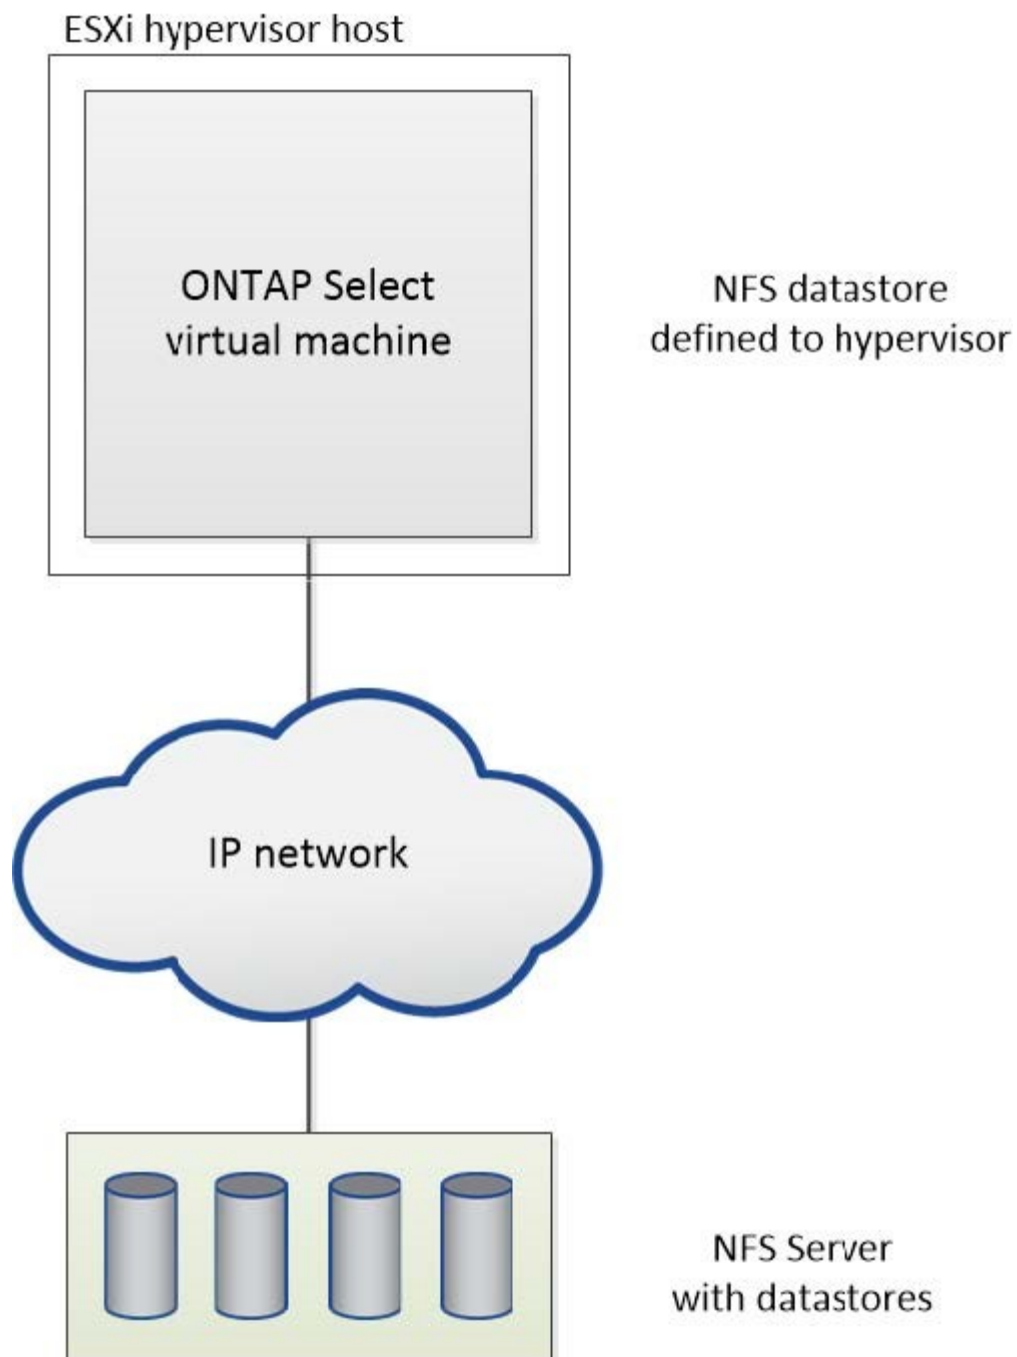 ESXi hypervisor host
ONTAP Select
virtual machine
NFS datastore
defined to hypervisor
IP network
NFS Server
with datastores